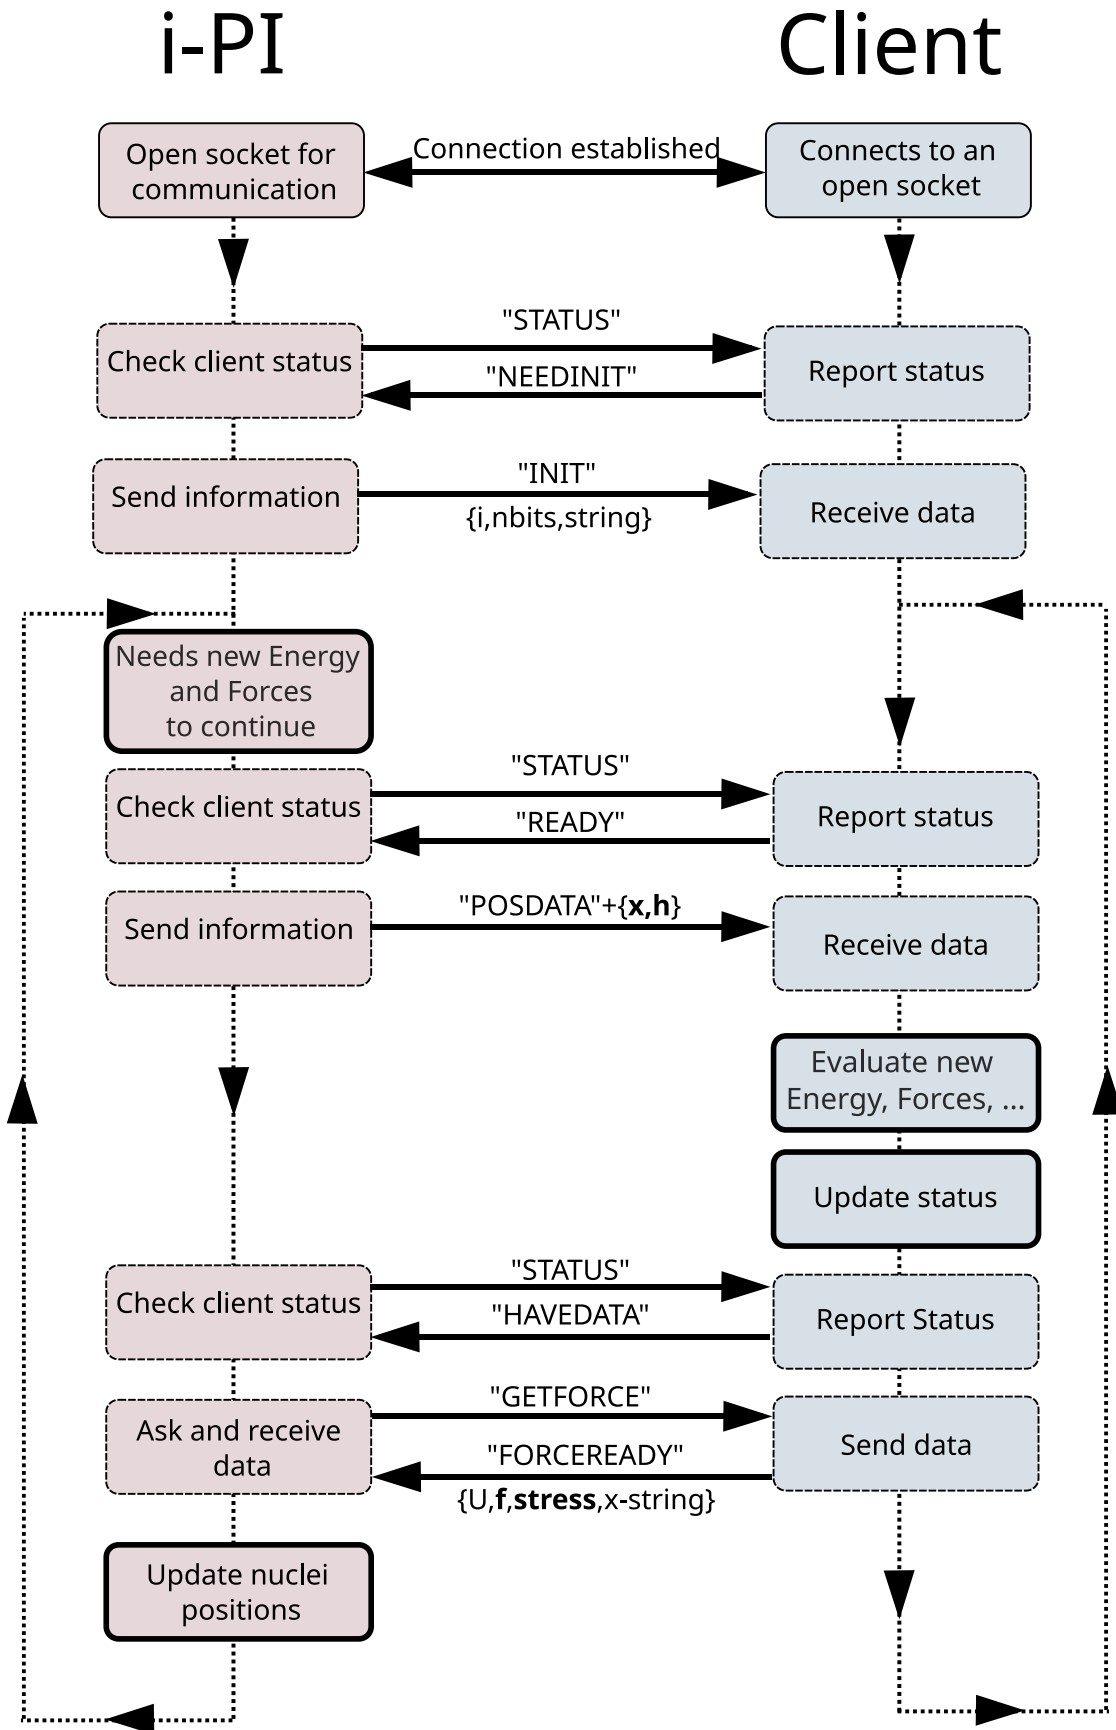 i-PI
Client
Open socket for
communication
Connection established
Connects to an
open socket
Check client status
"STATUS"
"NEEDINIT"
Report status
Send information
"INIT"
{i,nbits,string}
Receive data
Needs new Energy
and Forces
to continue
Check client status
"STATUS"
"READY"
Report status
Send information
"POSDATA"+{x,h}
Receive data
Evaluate new
Energy, Forces, ...
Update status
Check client status
"STATUS"
"HAVEDATA"
Report Status
Ask and receive
data
"GETFORCE"
"FORCEREADY"
{U,f,stress,x-string}
Send data
Update nuclei
positions